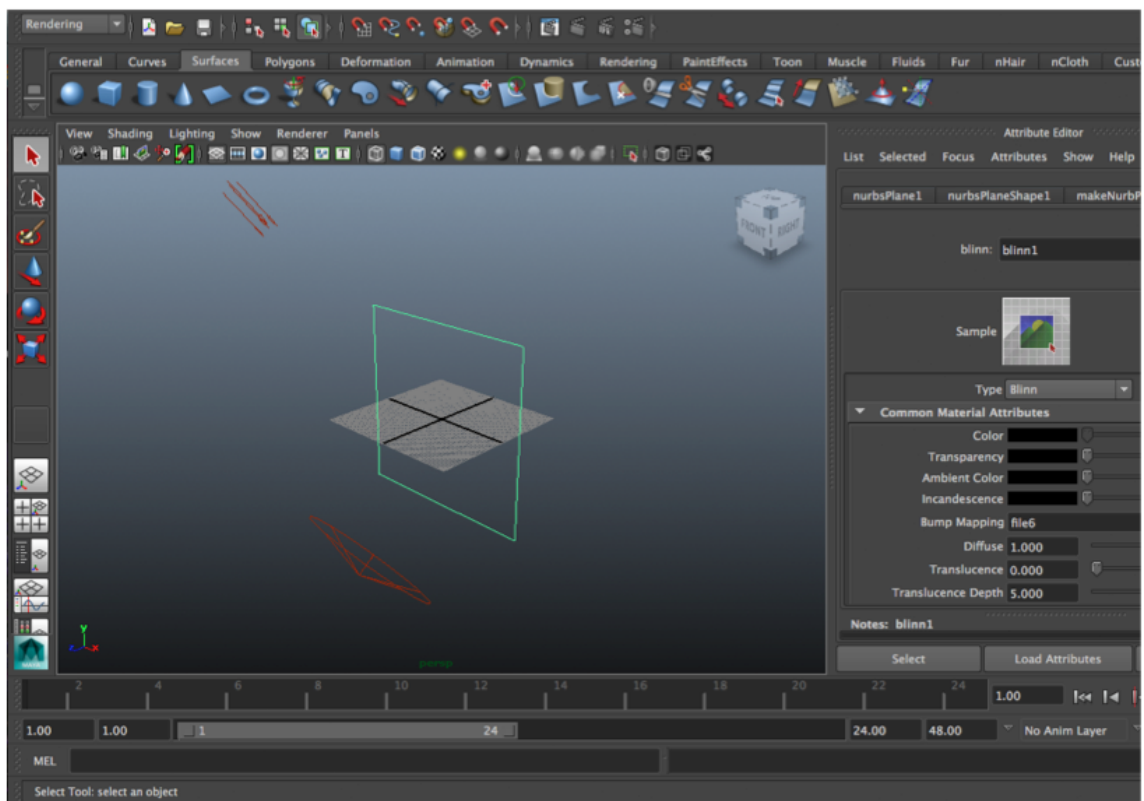 Rendering
General Curves Surfaces Polygons Deformation Animation Dynamics Rendering PaintEffects Toon Muscle Fluids Fur nHair nCloth Cust
View Shading Lighting Show Renderer Panels
Attribute Editor
List Selected Focus Attributes Show Help
nurbsPlane1 nurbsPlaneShape1 makeNurbP
FRONT RIGHT
blinn: blinn1
Sample
Type Blinn
Common Material Attributes
Color
Transparency
Ambient Color
Incandescence
Bump Mapping file6
Diffuse 1.000
Translucence 0.000
Translucence Depth 5.000
Notes: blinn1
y
x
persp
Select Load Attributes
2 4 6 8 10 12 14 16 18 20 22 24 1.00
1.00 1.00 1 24 24.00 48.00 No Anim Layer
MEL
Select Tool: select an object